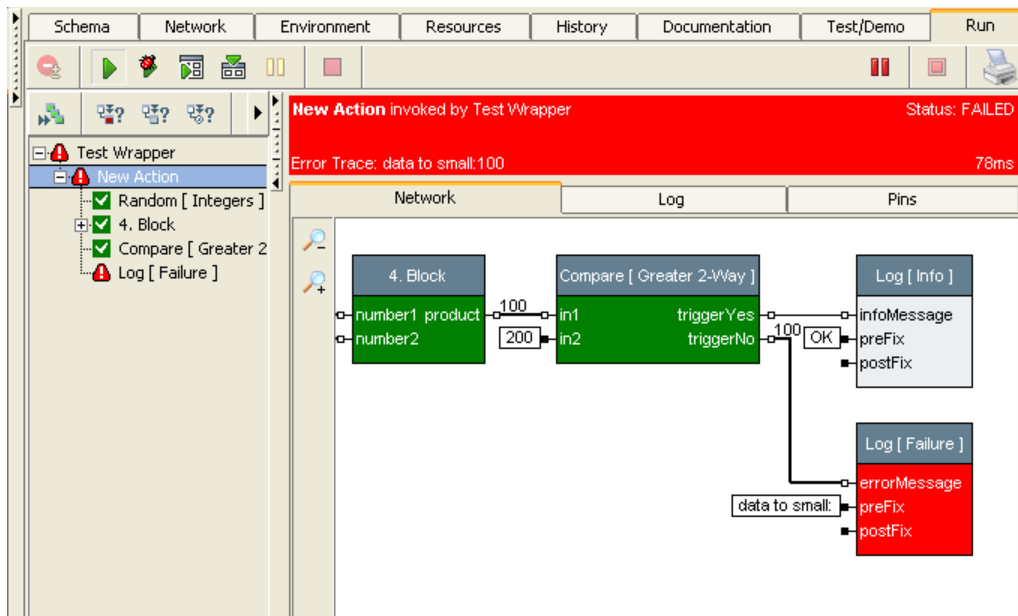 Schema Network Environment Resources History Documentation Test/Demo Run
New Action invoked by Test Wrapper Status: FAILED
Error Trace: data to small:100 78ms
Test Wrapper
New Action
Random [ Integers ]
4. Block
Compare [ Greater 2
Log [ Failure ]
Network Log Pins
4. Block Compare [ Greater 2-Way ] Log [ Info ]
number1 product 100 in1 triggerYes infoMessage
number2 200 in2 triggerNo 100 OK preFix
postFix
Log [ Failure ]
errorMessage
data to small: preFix
postFix